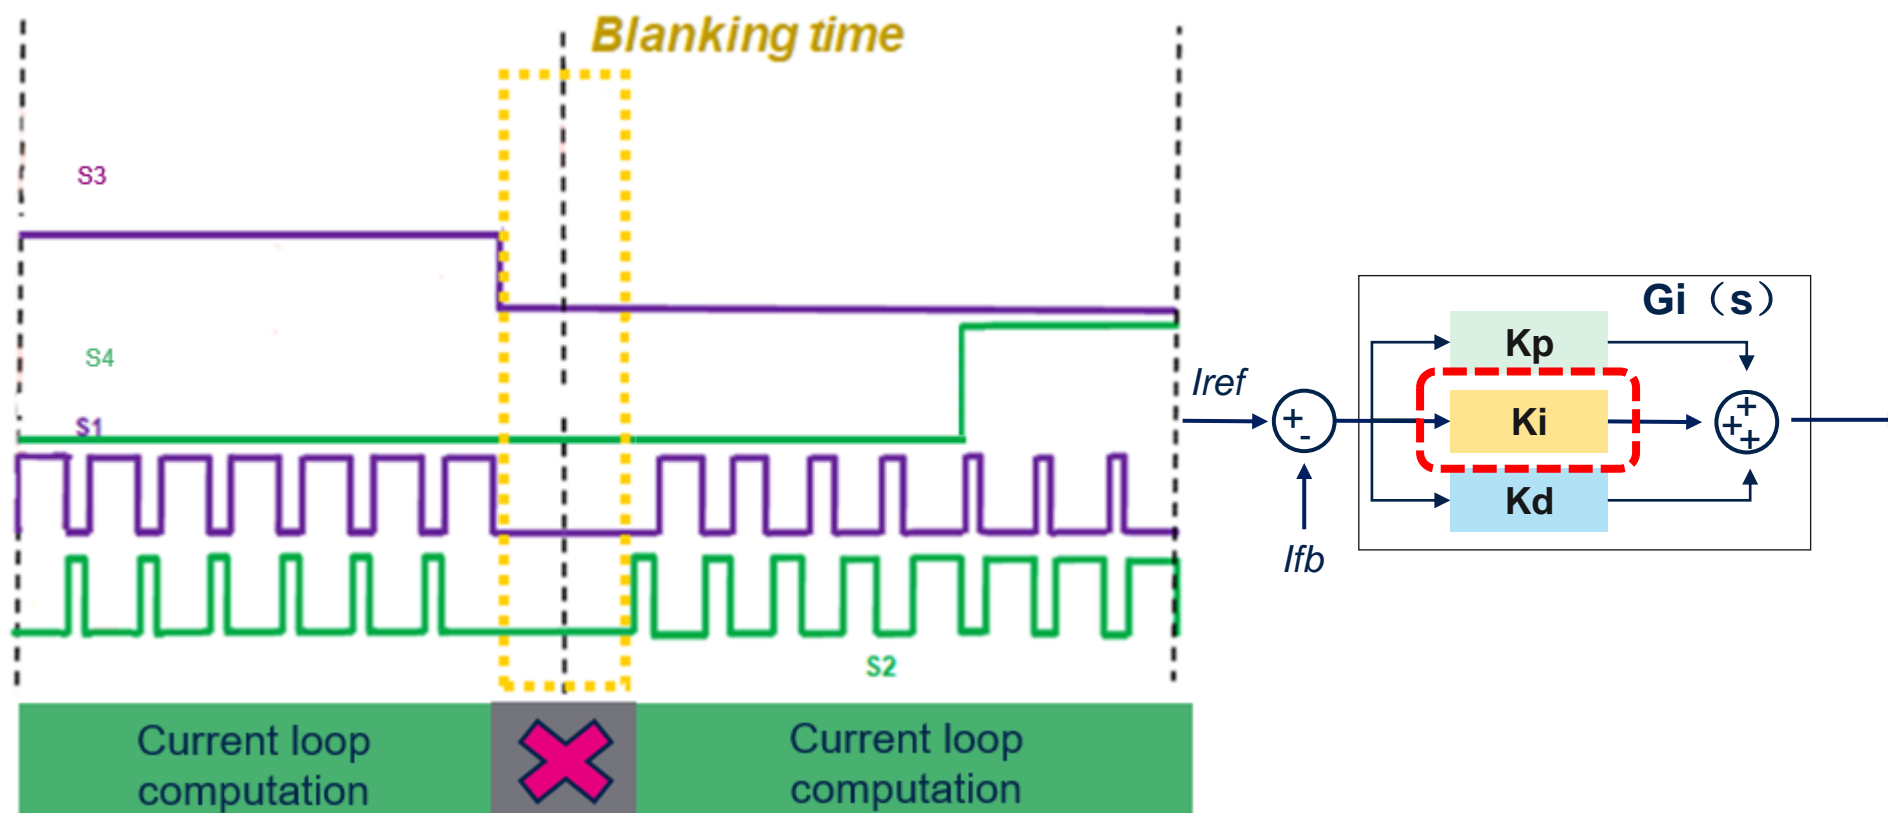 Blanking time
S3
S4
S1
S2
Current loop
computation
Current loop
computation
Iref
+
-
Ifb
Gi（s）
Kp
Ki
Kd
+
+
+